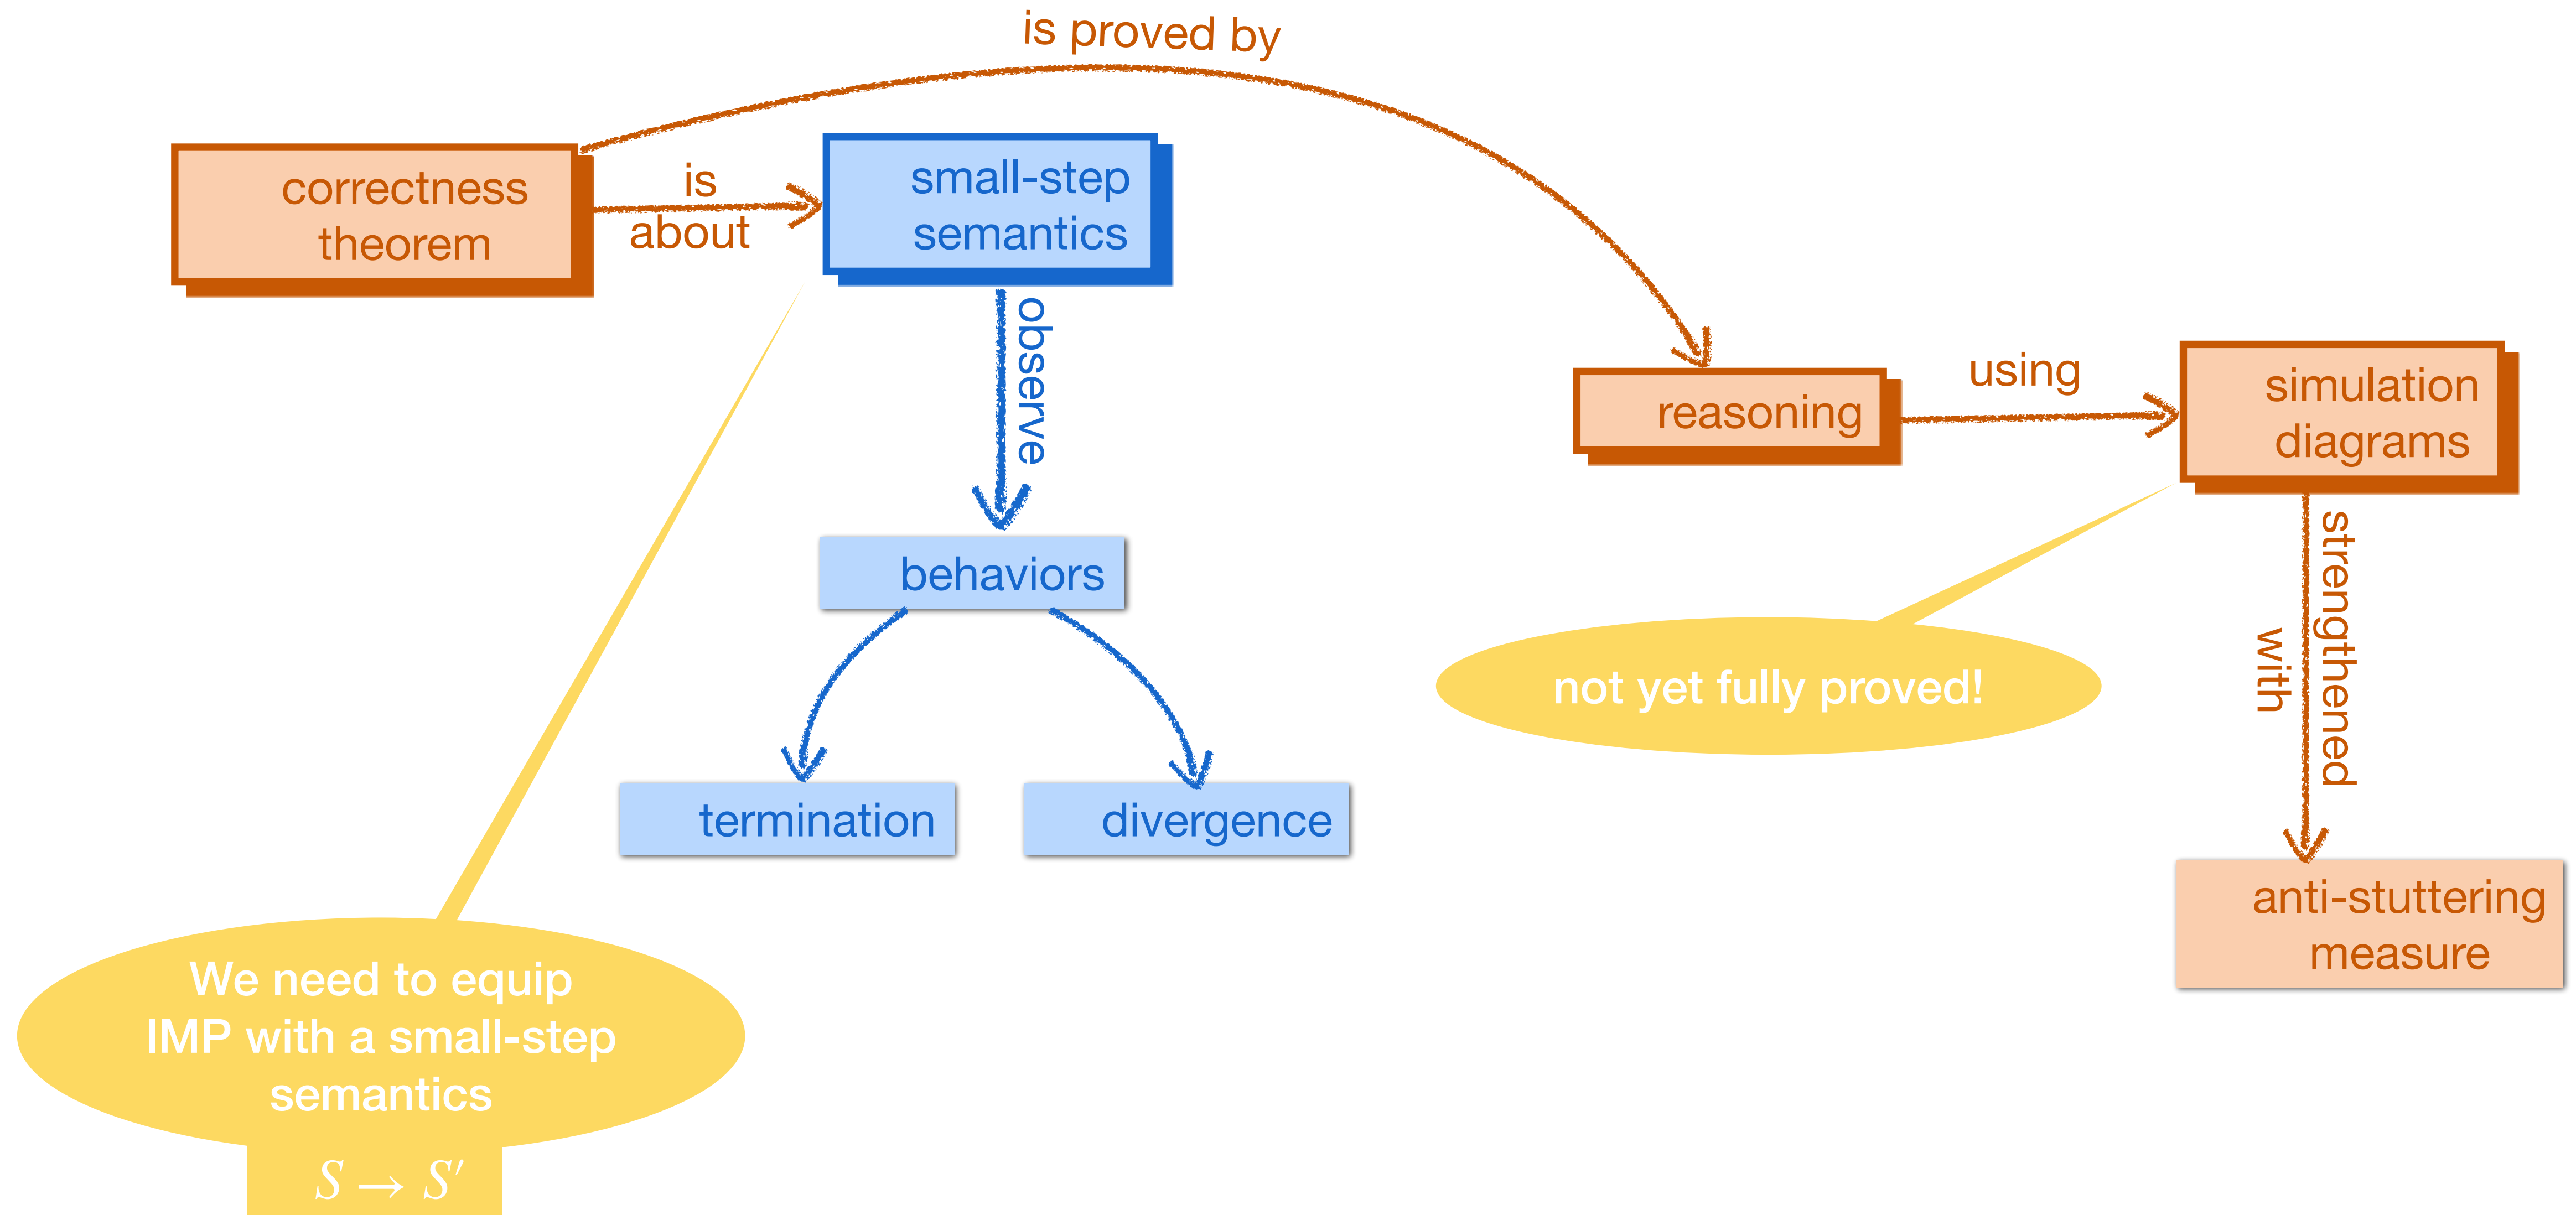 is proved by
correctness
theorem
is
about
small-step
semantics
observe
reasoning
using
simulation
diagrams
behaviors
strengthened
with
not yet fully proved!
termination
divergence
anti-stuttering
measure
We need to equip
IMP with a small-step
semantics
S → S′